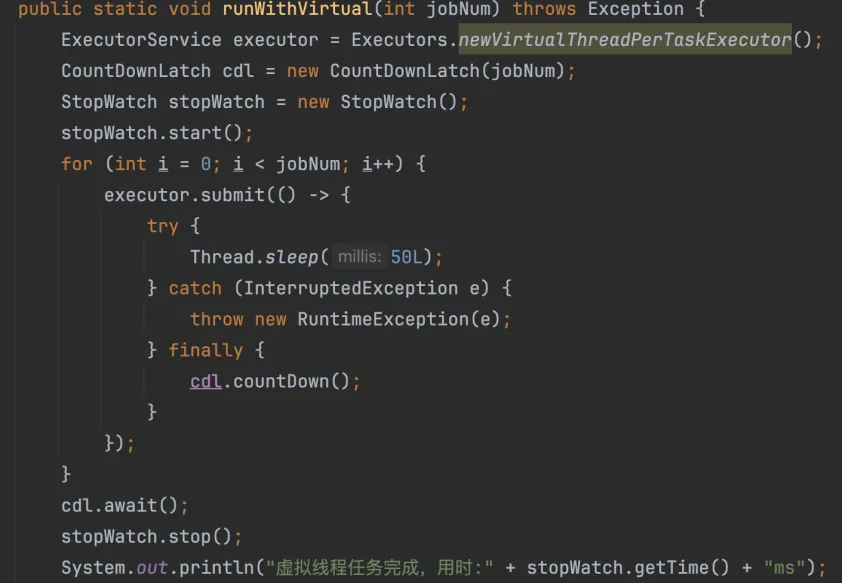 public static void runWithVirtual(int jobNum) throws Exception {
    ExecutorService executor = Executors.newVirtualThreadPerTaskExecutor();
    CountDownLatch cdl = new CountDownLatch(jobNum);
    StopWatch stopWatch = new StopWatch();
    stopWatch.start();
    for (int i = 0; i < jobNum; i++) {
        executor.submit(() -> {
            try {
                Thread.sleep( millis: 50L);
            } catch (InterruptedException e) {
                throw new RuntimeException(e);
            } finally {
                cdl.countDown();
            }
        });
    }
    cdl.await();
    stopWatch.stop();
    System.out.println("虚拟线程任务完成，用时:" + stopWatch.getTime() + "ms");